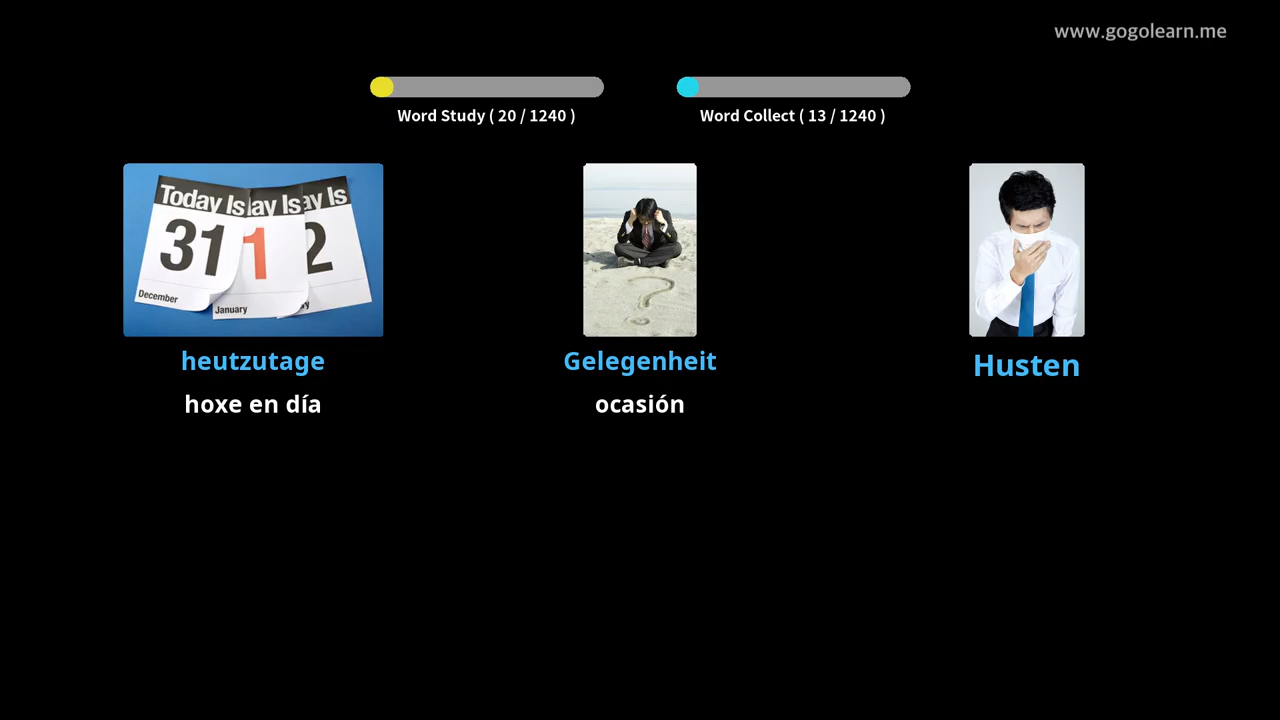 www.gogolearn.me
Word Study ( 20 / 1240 )
Word Collect ( 13 / 1240 )
Today Is
lay Is
ay Is
31
1
2
December
January
heutzutage
Gelegenheit
Husten
hoxe en día
ocasión